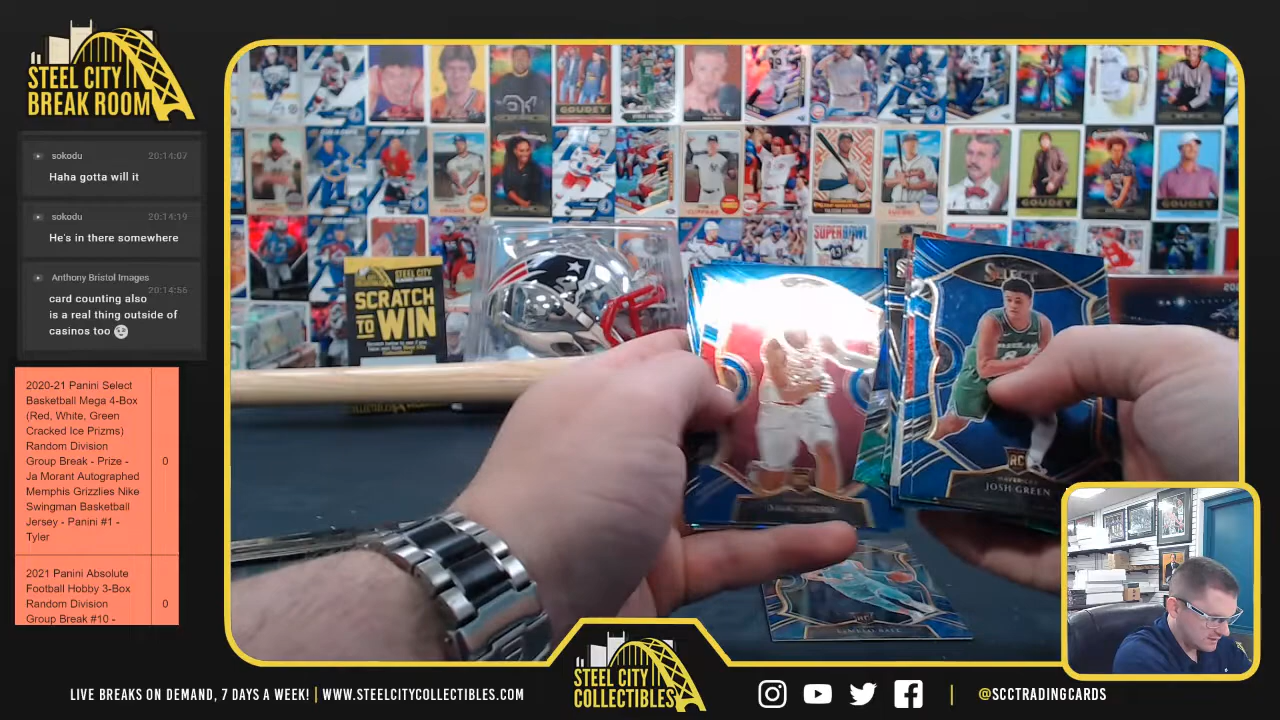 STEEL CITY
BREAK ROOM
sokodu 20:14:07
Haha gotta will it
sokodu 20:14:19
He's in there somewhere
Anthony Bristol Images
20:14:56
card counting also
is a real thing outside of
casinos too
2020-21 Panini Select
Basketball Mega 4-Box
(Red, White, Green
Cracked Ice Prizms)
Random Division
Group Break - Prize -
Ja Morant Autographed
Memphis Grizzlies Nike
Swingman Basketball
Jersey - Panini #1 -
Tyler
0
2021 Panini Absolute
Football Hobby 3-Box
Random Division
Group Break #10 -
0
GOUDEY
GOUDEY
GOUDEY
SUPERBOWL
STEEL CITY
SCRATCH
TO
WIN
SELECT
RC
MAVERICKS
JOSH GREEN
STEEL CITY
COLLECTIBLES
LIVE BREAKS ON DEMAND, 7 DAYS A WEEK! | WWW.STEELCITYCOLLECTIBLES.COM
| @SCCTRADINGCARDS